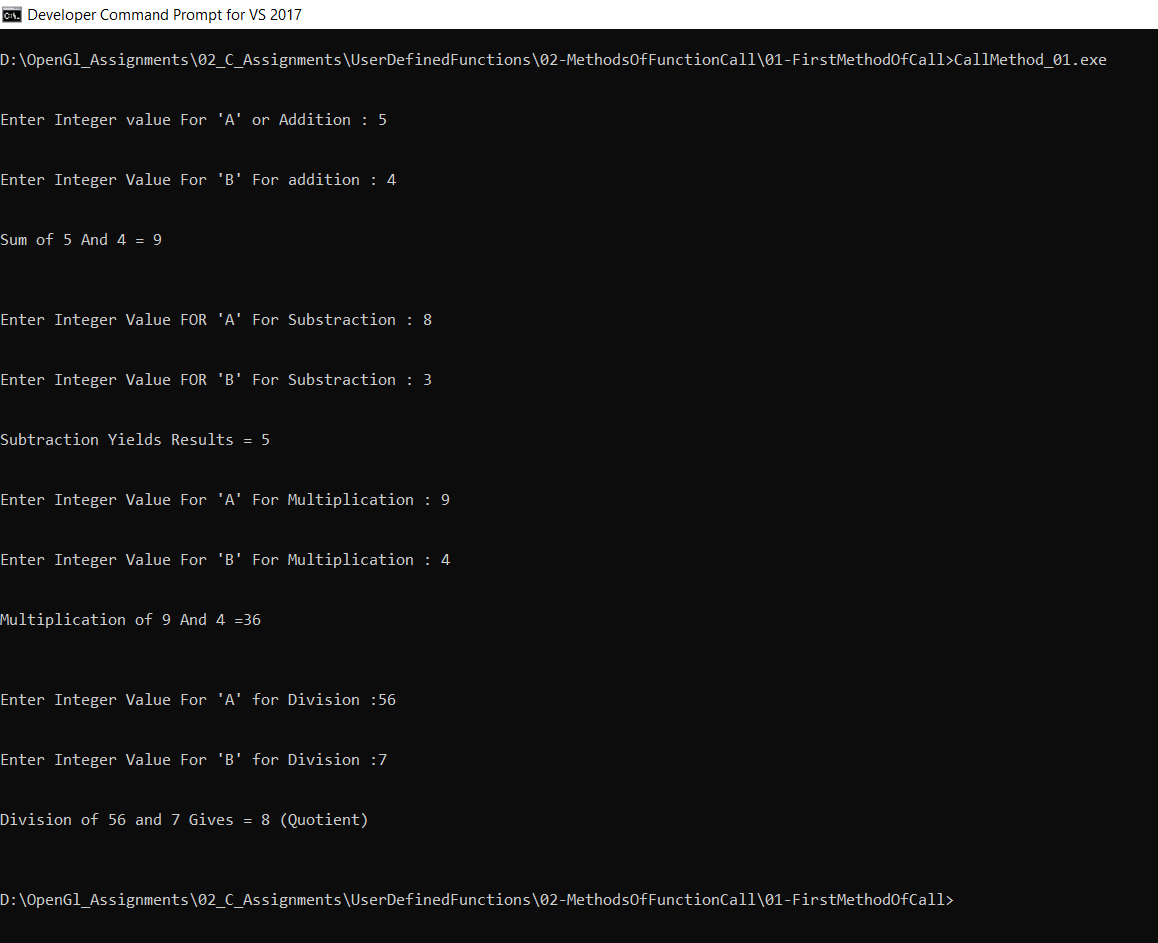 Developer Command Prompt for VS 2017
D:\OpenGl_Assignments\02_C_Assignments\UserDefinedFunctions\02-MethodsOfFunctionCall\01-FirstMethodOfCall>CallMethod_01.exe
Enter Integer value For 'A' or Addition : 5
Enter Integer Value For 'B' For addition : 4
Sum of 5 And 4 = 9
Enter Integer Value FOR 'A' For Substraction : 8
Enter Integer Value FOR 'B' For Substraction : 3
Subtraction Yields Results = 5
Enter Integer Value For 'A' For Multiplication : 9
Enter Integer Value For 'B' For Multiplication : 4
Multiplication of 9 And 4 =36
Enter Integer Value For 'A' for Division :56
Enter Integer Value For 'B' for Division :7
Division of 56 and 7 Gives = 8 (Quotient)
D:\OpenGl_Assignments\02_C_Assignments\UserDefinedFunctions\02-MethodsOfFunctionCall\01-FirstMethodOfCall>